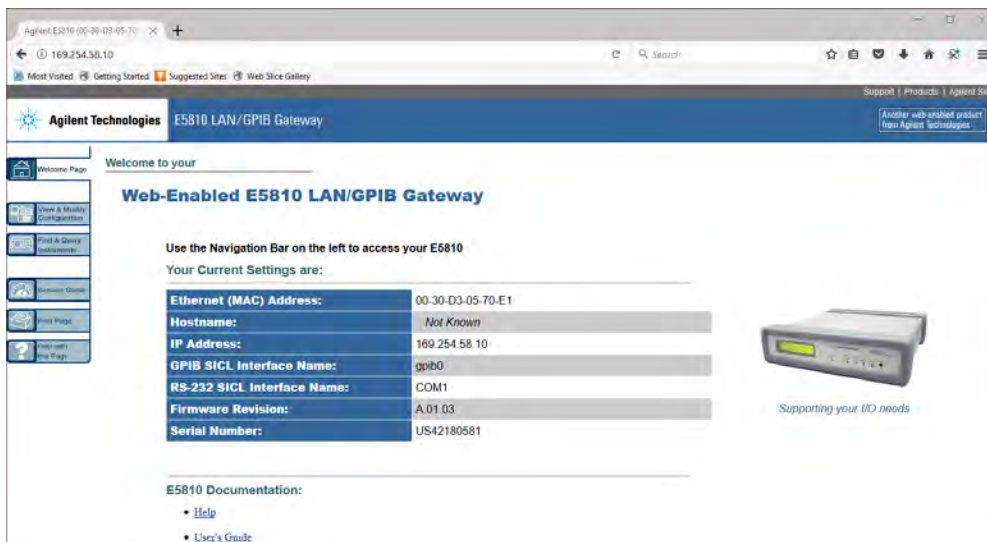 Agilent E5810 (00-30-D3-05-70-
169.254.58.10
Search
Most Visited Getting Started Suggested Sites Web Slice Gallery
Support | Products | Agilent
Agilent Technologies E5810 LAN/GPIB Gateway
Another web-enabled product
from Agilent Technologies
Welcome Page
Welcome to your
Web-Enabled E5810 LAN/GPIB Gateway
View & Modify
Configuration
Find & Query
Instruments
Use the Navigation Bar on the left to access your E5810
Your Current Settings are:
Ethernet (MAC) Address: 00-30-D3-05-70-E1
Hostname: Not Known
IP Address: 169.254.58.10
GPIB SICL Interface Name: gpib0
RS-232 SICL Interface Name: COM1
Firmware Revision: A.01.03
Serial Number: US42180581
Print Page
Help with
this Page
Supporting your I/O needs
E5810 Documentation:
Help
User's Guide